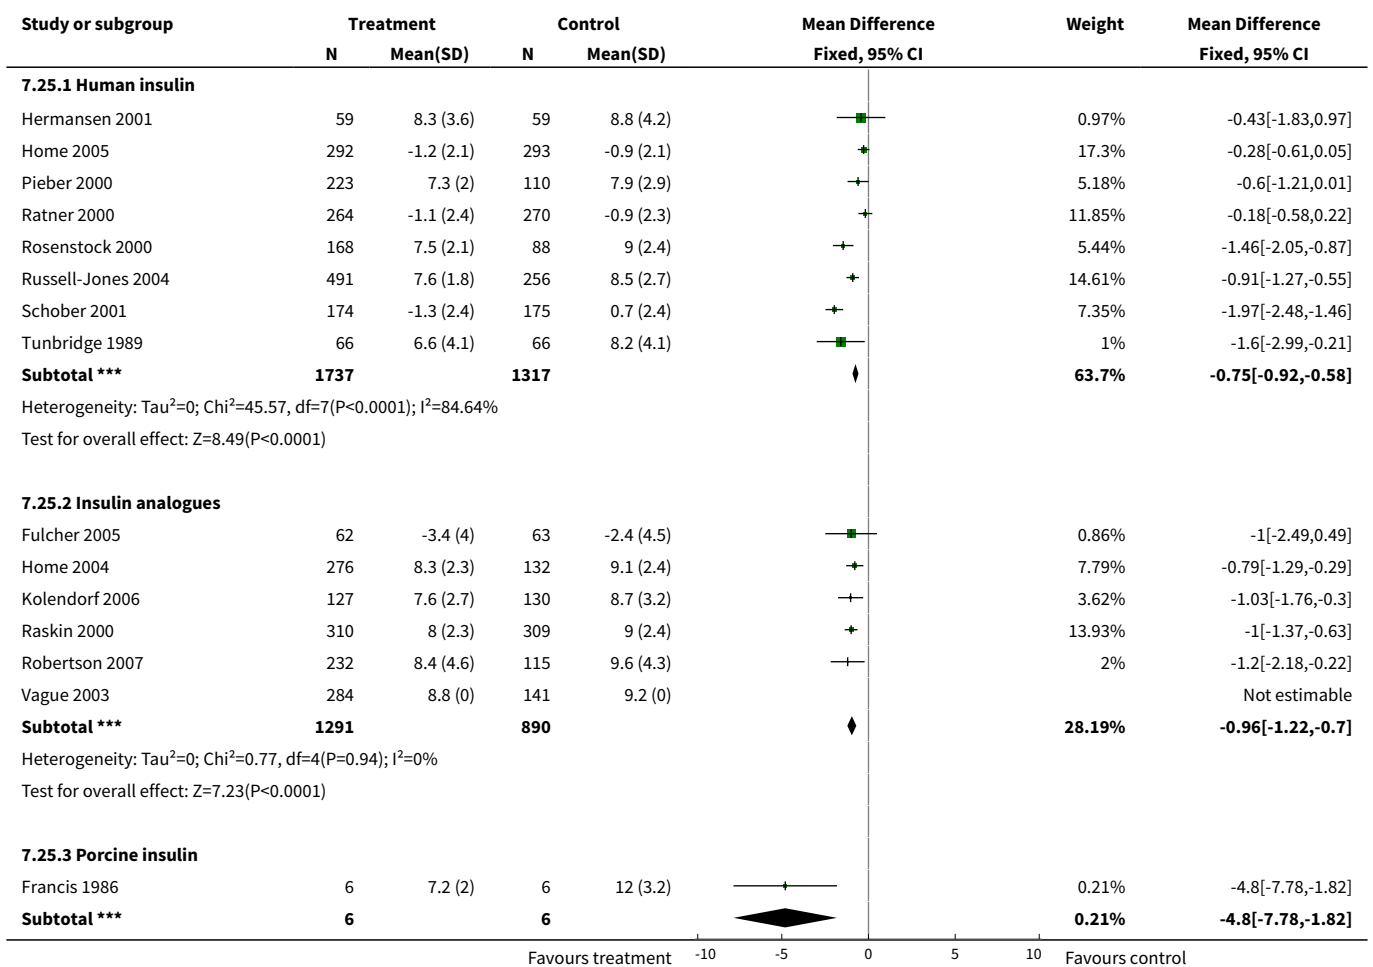 Study or subgroup Treatment Control Mean Difference Weight Mean Difference
N Mean(SD) N Mean(SD) Fixed, 95% CI Fixed, 95% CI
7.25.1 Human insulin
Hermansen 2001 59 8.3 (3.6) 59 8.8 (4.2) 0.97% -0.43[-1.83,0.97]
Home 2005 292 -1.2 (2.1) 293 -0.9 (2.1) 17.3% -0.28[-0.61,0.05]
Pieber 2000 223 7.3 (2) 110 7.9 (2.9) 5.18% -0.6[-1.21,0.01]
Ratner 2000 264 -1.1 (2.4) 270 -0.9 (2.3) 11.85% -0.18[-0.58,0.22]
Rosenstock 2000 168 7.5 (2.1) 88 9 (2.4) 5.44% -1.46[-2.05,-0.87]
Russell-Jones 2004 491 7.6 (1.8) 256 8.5 (2.7) 14.61% -0.91[-1.27,-0.55]
Schober 2001 174 -1.3 (2.4) 175 0.7 (2.4) 7.35% -1.97[-2.48,-1.46]
Tunbridge 1989 66 6.6 (4.1) 66 8.2 (4.1) 1% -1.6[-2.99,-0.21]
Subtotal *** 1737 1317 63.7% -0.75[-0.92,-0.58]
Heterogeneity: Tau²=0; Chi²=45.57, df=7(P<0.0001); I²=84.64%
Test for overall effect: Z=8.49(P<0.0001)
7.25.2 Insulin analogues
Fulcher 2005 62 -3.4 (4) 63 -2.4 (4.5) 0.86% -1[-2.49,0.49]
Home 2004 276 8.3 (2.3) 132 9.1 (2.4) 7.79% -0.79[-1.29,-0.29]
Kolendorf 2006 127 7.6 (2.7) 130 8.7 (3.2) 3.62% -1.03[-1.76,-0.3]
Raskin 2000 310 8 (2.3) 309 9 (2.4) 13.93% -1[-1.37,-0.63]
Robertson 2007 232 8.4 (4.6) 115 9.6 (4.3) 2% -1.2[-2.18,-0.22]
Vague 2003 284 8.8 (0) 141 9.2 (0) Not estimable
Subtotal *** 1291 890 28.19% -0.96[-1.22,-0.7]
Heterogeneity: Tau²=0; Chi²=0.77, df=4(P=0.94); I²=0%
Test for overall effect: Z=7.23(P<0.0001)
7.25.3 Porcine insulin
Francis 1986 6 7.2 (2) 6 12 (3.2) 0.21% -4.8[-7.78,-1.82]
Subtotal *** 6 6 0.21% -4.8[-7.78,-1.82]
Favours treatment -10 -5 0 5 10 Favours control